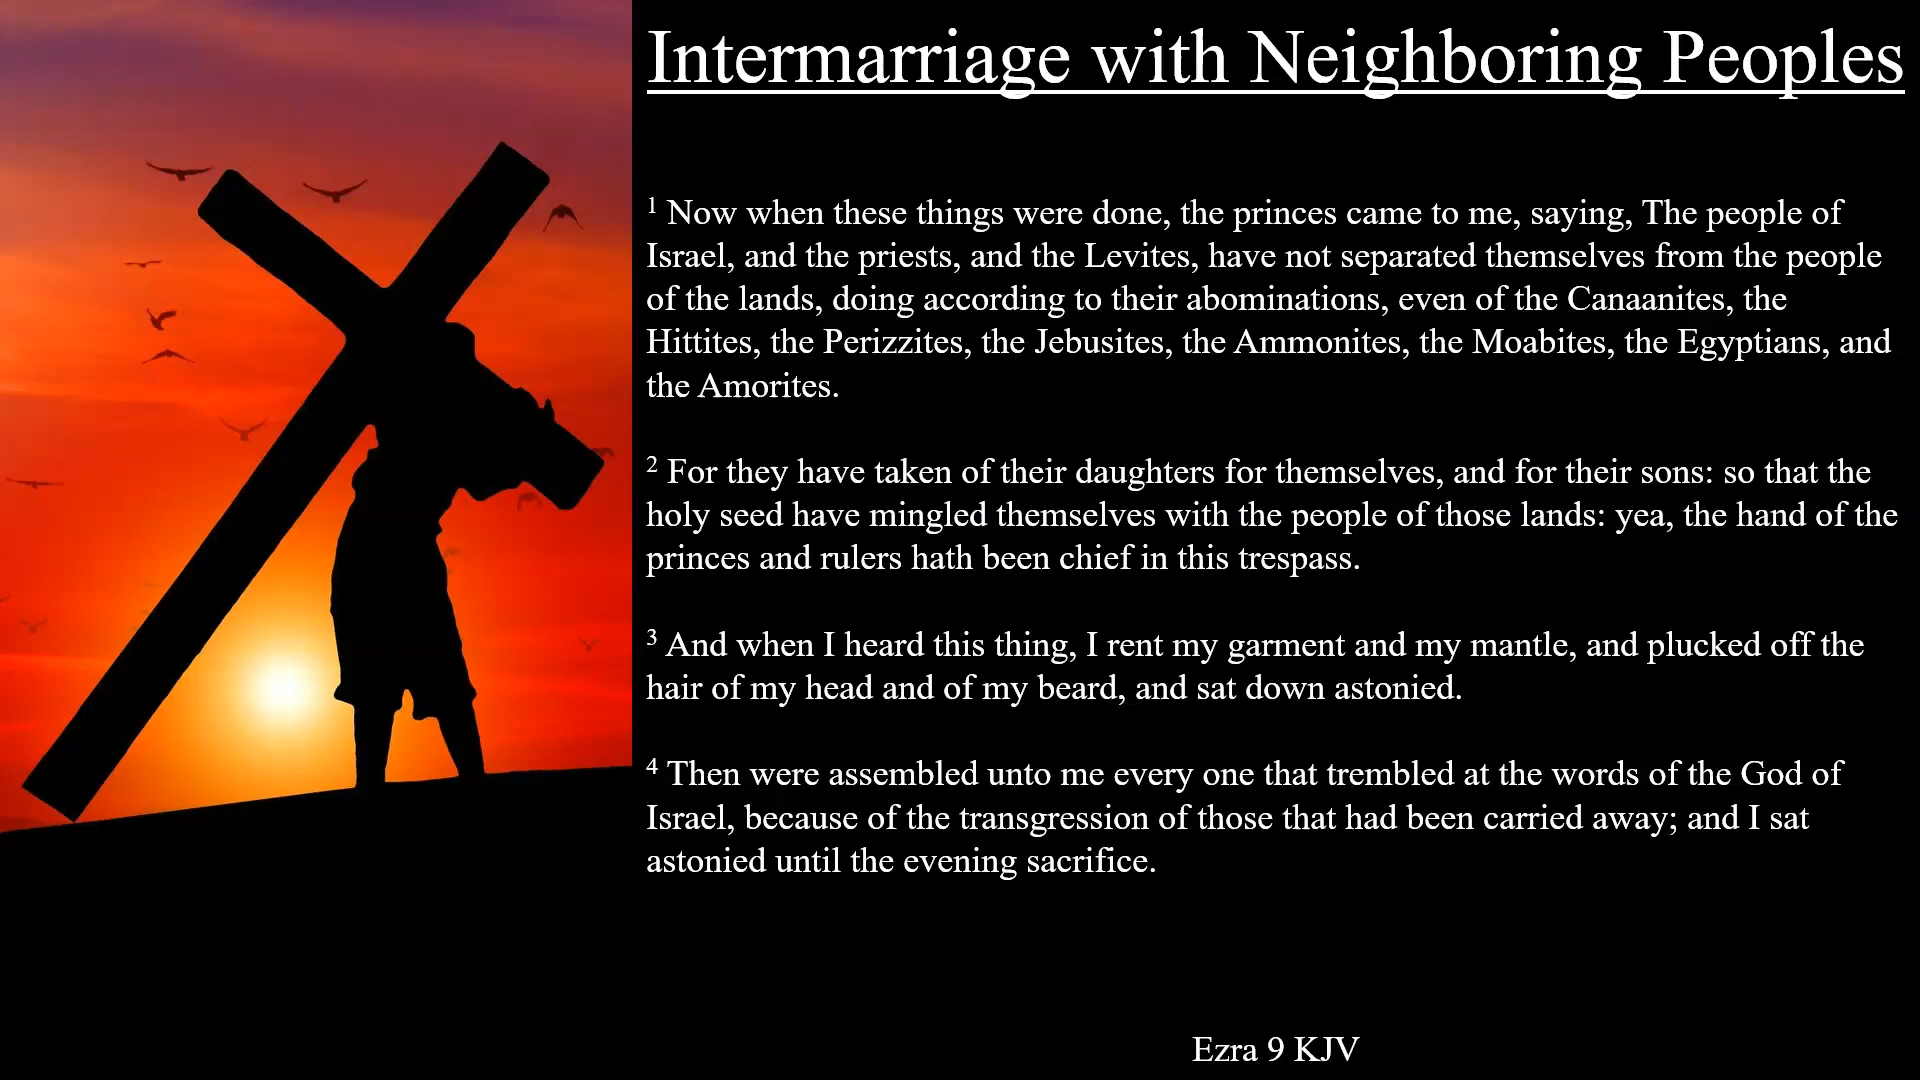 Intermarriage with Neighboring Peoples
1 Now when these things were done, the princes came to me, saying, The people of
Israel, and the priests, and the Levites, have not separated themselves from the people
of the lands, doing according to their abominations, even of the Canaanites, the
Hittites, the Perizzites, the Jebusites, the Ammonites, the Moabites, the Egyptians, and
the Amorites.
2 For they have taken of their daughters for themselves, and for their sons: so that the
holy seed have mingled themselves with the people of those lands: yea, the hand of the
princes and rulers hath been chief in this trespass.
3 And when I heard this thing, I rent my garment and my mantle, and plucked off the
hair of my head and of my beard, and sat down astonied.
4 Then were assembled unto me every one that trembled at the words of the God of
Israel, because of the transgression of those that had been carried away; and I sat
astonied until the evening sacrifice.
Ezra 9 KJV